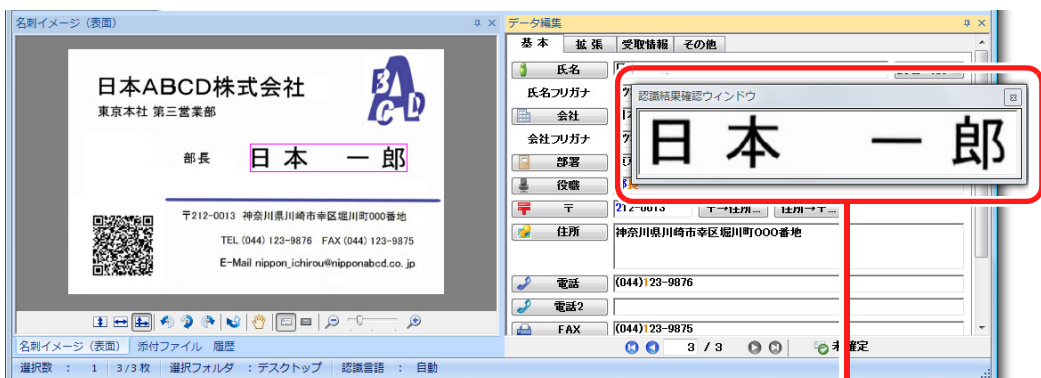 名刺イメージ（表面）
日本ABCD株式会社
東京本社 第三営業部
ABCD
部長 日本 一郎
〒212-0013 神奈川県川崎市幸区堀川町000番地
TEL (044) 123-9876 FAX (044) 123-9875
E-Mail nippon_ichirou@nipponabcd.co.jp
名刺イメージ（表面） 添付ファイル 履歴
データ編集
基本 拡張 受取情報 その他
氏名
氏名フリガナ
会社
会社フリガナ
部署
役職
認識結果確認ウィンドウ
日本 一郎
〒 212-0013 〒→住所... 住所→〒...
住所 神奈川県川崎市幸区堀川町000番地
電話 (044)123-9876
電話2
FAX (044)123-9875
3 / 3 未確定
選択数 ： 1 3/3枚 選択フォルダ ：デスクトップ 認識言語 ： 自動